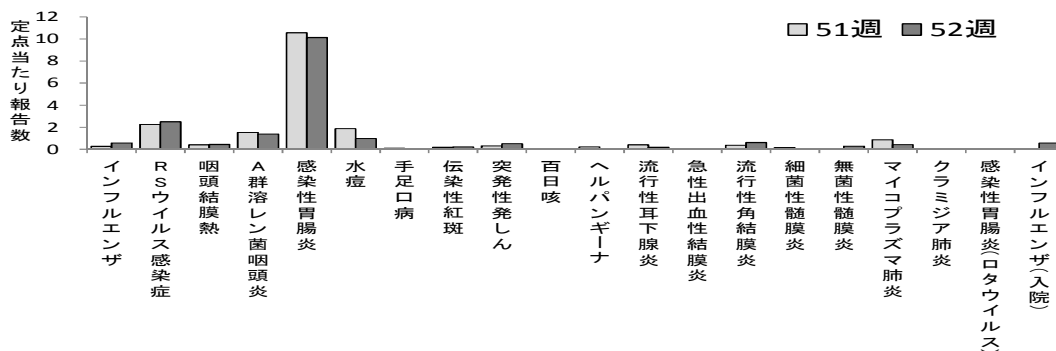 定点当たり報告数
12
10
8
6
4
2
0
51週 52週
インフルエンザ
RSウイルス感染症
咽頭結膜熱
A群溶レン菌咽頭炎
感染性胃腸炎
水痘
手足口病
伝染性紅斑
突発性発しん
百日咳
ヘルパンギーナ
流行性耳下腺炎
急性出血性結膜炎
流行性角結膜炎
細菌性髄膜炎
無菌性髄膜炎
マイコプラズマ肺炎
クラミジア肺炎
感染性胃腸炎(ロタウイルス)
インフルエンザ(入院)